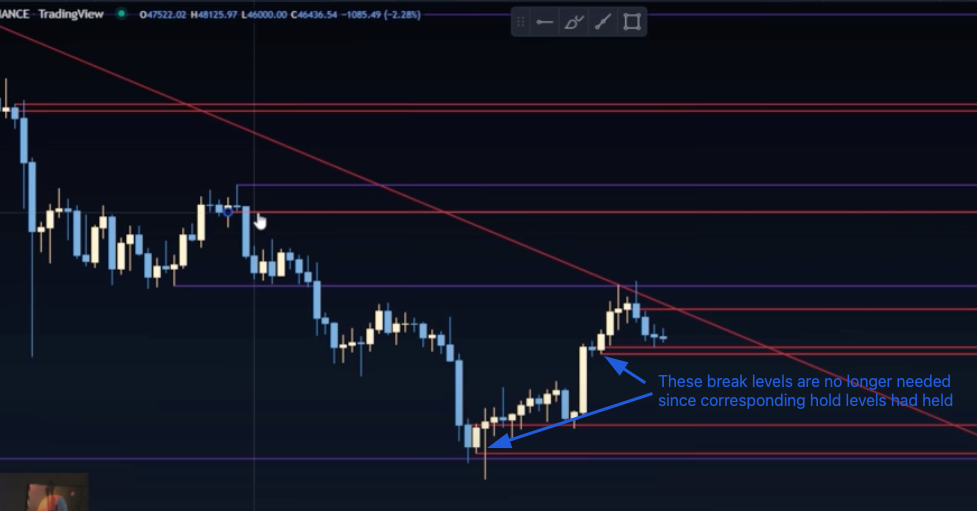 ANCE TradingView O47522.02 H48125.97 L46000.00 C46436.54 −1085.49 (−2.28%)
These break levels are no longer needed
since corresponding hold levels had held